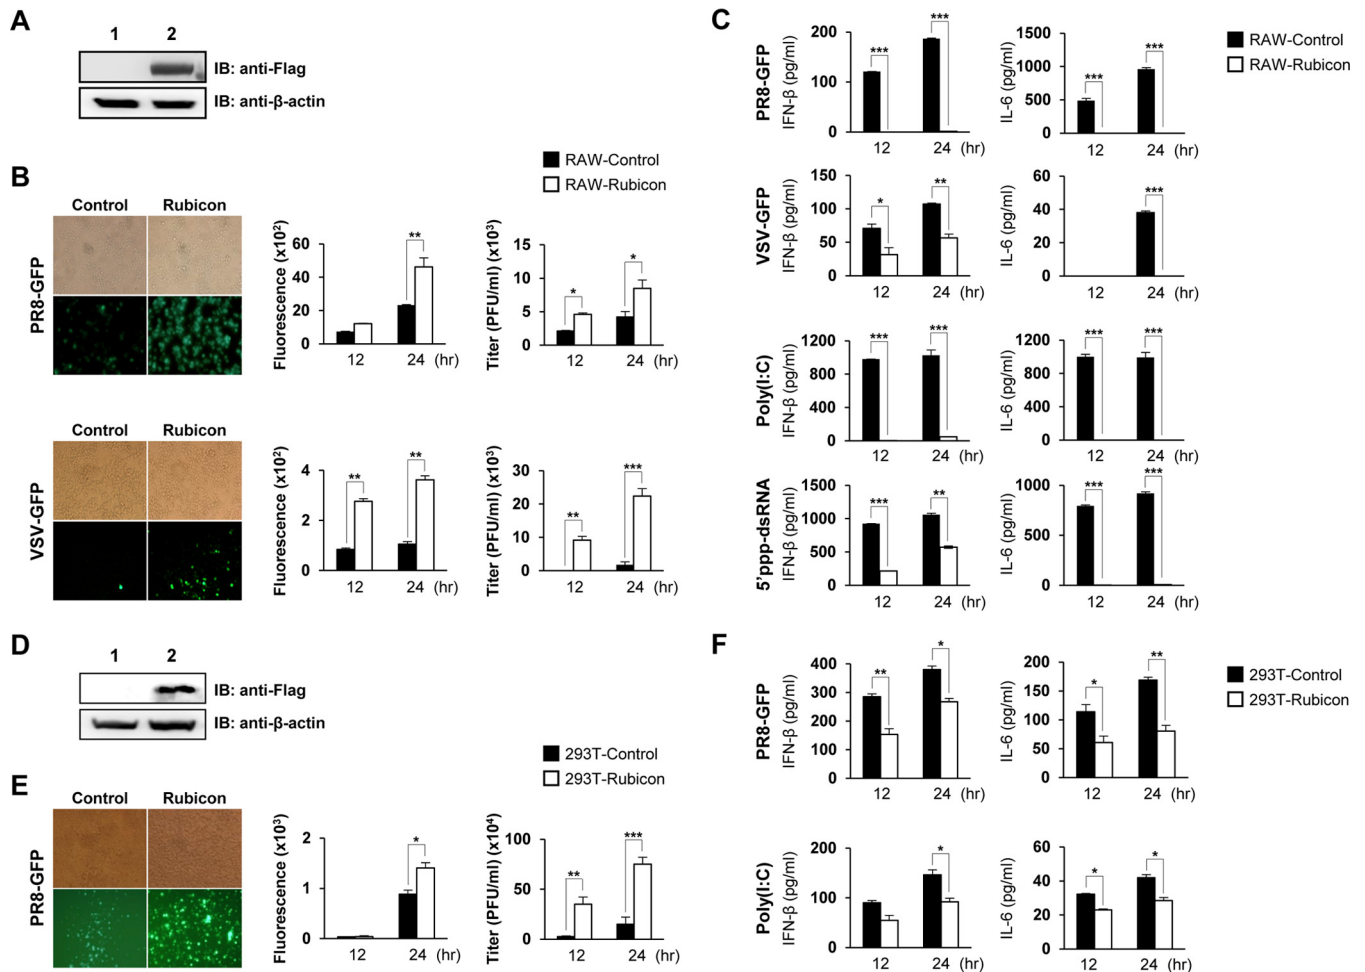 A
1 2
IB: anti-Flag
IB: anti-β-actin
B
RAW-Control
RAW-Rubicon
Control Rubicon
PR8-GFP
Fluorescence (x10²)
60
40
20
0
**
12 24 (hr)
Titer (PFU/ml) (x10³)
15
10
5
0
*
*
12 24 (hr)
Control Rubicon
VSV-GFP
Fluorescence (x10²)
4
2
0
**
**
12 24 (hr)
Titer (PFU/ml) (x10³)
30
20
10
0
**
***
12 24 (hr)
C
RAW-Control
RAW-Rubicon
PR8-GFP
IFN-β (pg/ml)
200
100
0
***
***
12 24 (hr)
IL-6 (pg/ml)
1500
1000
500
0
***
***
12 24 (hr)
VSV-GFP
IFN-β (pg/ml)
150
100
50
0
*
**
12 24 (hr)
IL-6 (pg/ml)
60
40
20
0
***
12 24 (hr)
Poly(I:C)
IFN-β (pg/ml)
1200
800
400
0
***
***
12 24 (hr)
IL-6 (pg/ml)
1200
800
400
0
***
***
12 24 (hr)
5’ppp-dsRNA
IFN-β (pg/ml)
1500
1000
500
0
***
**
12 24 (hr)
IL-6 (pg/ml)
1000
500
0
***
***
12 24 (hr)
D
1 2
IB: anti-Flag
IB: anti-β-actin
E
293T-Control
293T-Rubicon
Control Rubicon
PR8-GFP
Fluorescence (x10³)
2
1
0
*
12 24 (hr)
Titer (PFU/ml) (x10⁴)
100
50
0
**
***
12 24 (hr)
F
293T-Control
293T-Rubicon
PR8-GFP
IFN-β (pg/ml)
400
300
200
100
0
**
*
12 24 (hr)
IL-6 (pg/ml)
200
150
100
50
0
*
**
12 24 (hr)
Poly(I:C)
IFN-β (pg/ml)
200
150
100
50
0
*
12 24 (hr)
IL-6 (pg/ml)
60
40
20
0
*
*
12 24 (hr)